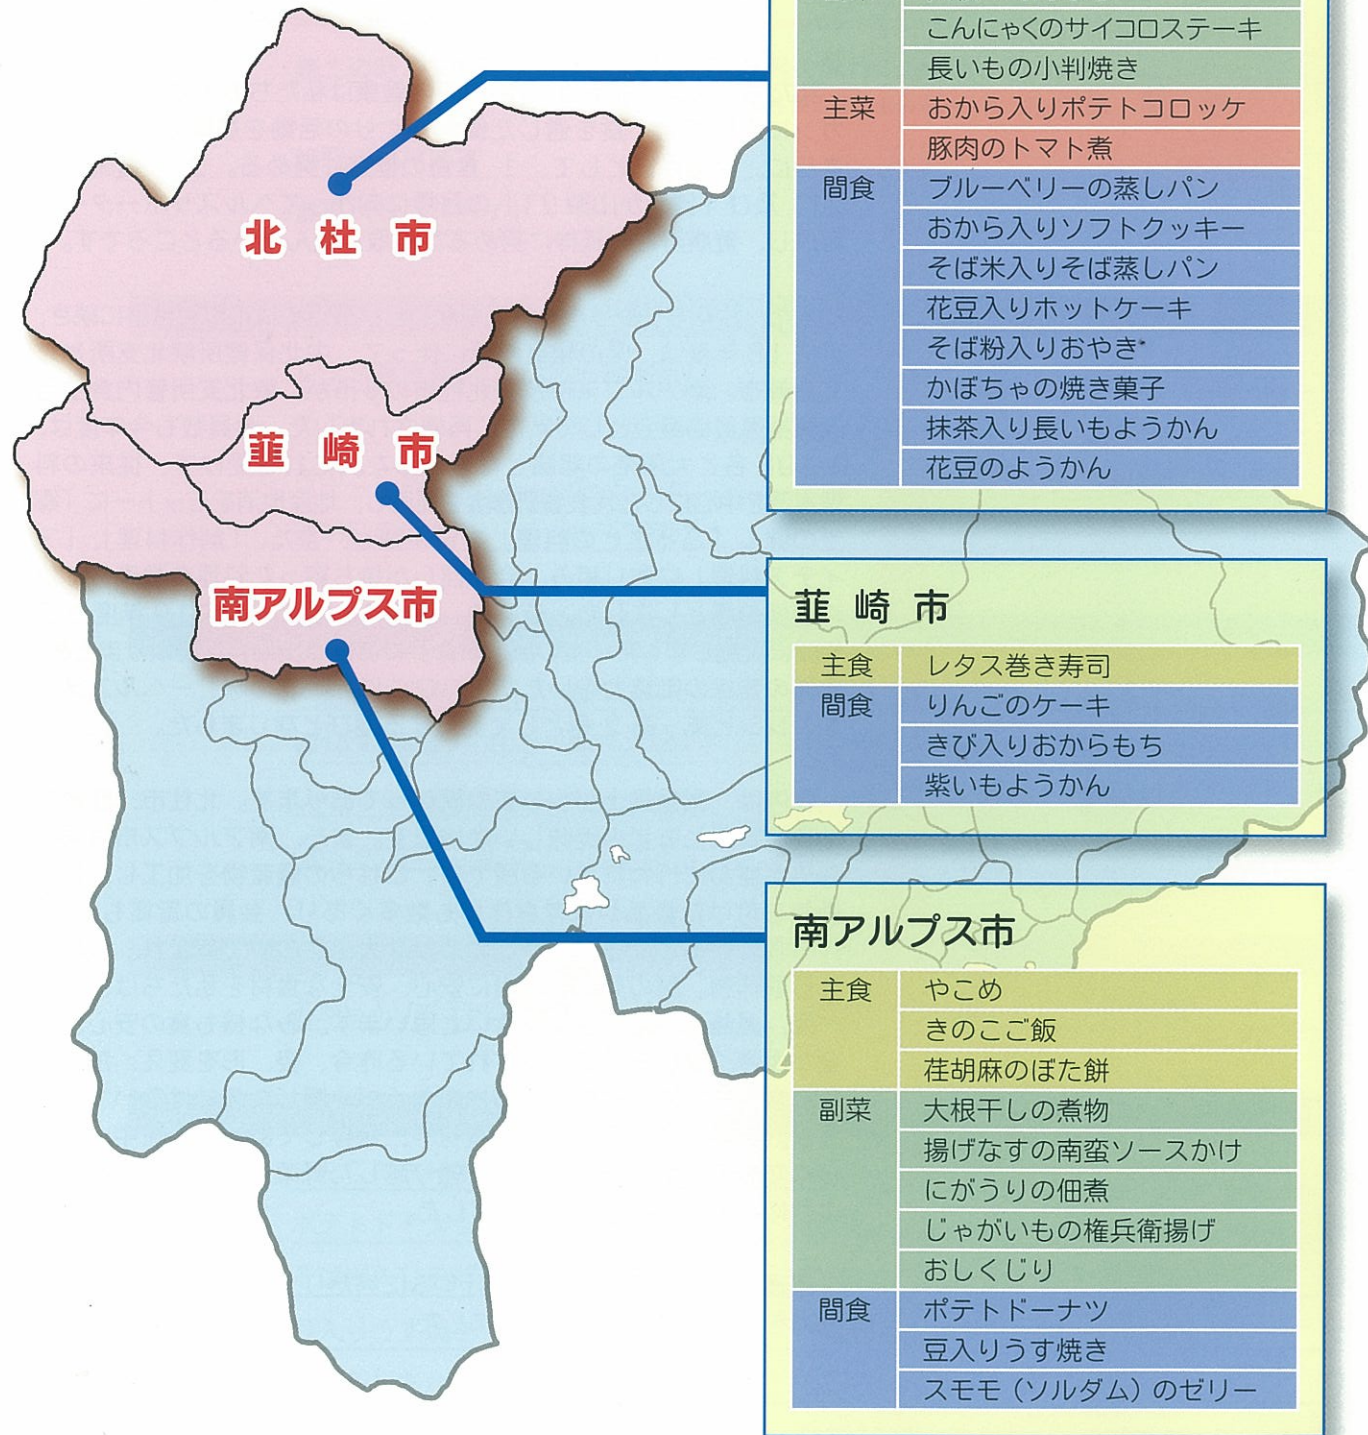 北杜市
韮崎市
南アルプス市
こんにゃくのサイコロステーキ
長いもの小判焼き
主菜 おから入りポテトコロッケ
豚肉のトマト煮
間食 ブルーベリーの蒸しパン
おから入りソフトクッキー
そば米入りそば蒸しパン
花豆入りホットケーキ
そば粉入りおやき
かぼちゃの焼き菓子
抹茶入り長いもようかん
花豆のようかん
韮崎市
主食 レタス巻き寿司
間食 りんごのケーキ
きび入りおからもち
紫いもようかん
南アルプス市
主食 やこめ
きのこご飯
荏胡麻のぼた餅
副菜 大根干しの煮物
揚げなすの南蛮ソースかけ
にがうりの佃煮
じゃがいもの権兵衛揚げ
おしくじり
間食 ポテトドーナツ
豆入りうす焼き
スモモ（ソルダム）のゼリー